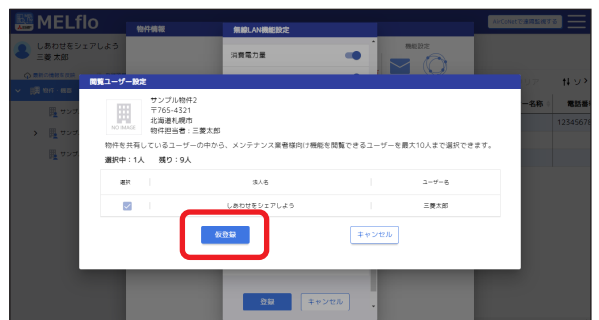 MELflo
物件情報
無線LAN機能設定
しあわせをシェアしよう
三菱 太郎
消費電力量
機能設定
閲覧ユーザー設定
サンプル物件2
〒765-4321
北海道札幌市
物件担当者：三菱太郎
NO IMAGE
物件を共有しているユーザーの中から、メンテナンス業者様向け機能を閲覧できるユーザーを最大10人まで選択できます。
選択中：1人 残り：9人
選択 法人名 ユーザー名
しあわせをシェアしよう 三菱太郎
仮登録 キャンセル
登録 キャンセル
ソ
ー名称
電話番
12345678
サンプ
サンプ
サンプ